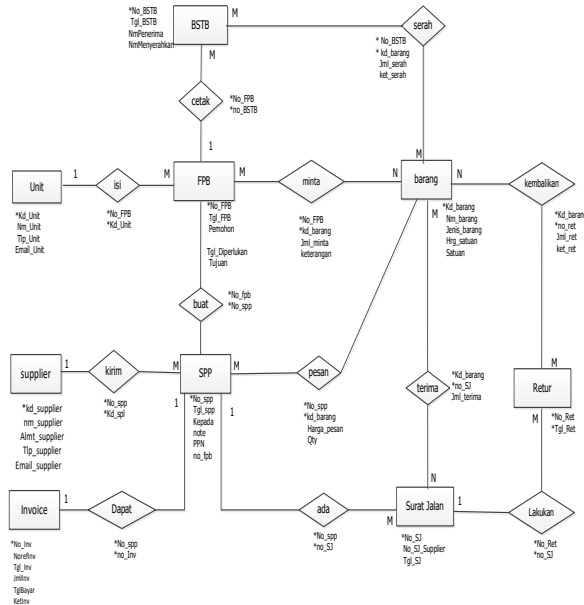 *No_BSTB
Tgl_BSTB
NmPenerima
NmMenyerahkan
BSTB
M
M
serah
* No_BSTB
* kd_barang
Jml_serah
ket_serah
M
cetak
*No_FPB
*no_BSTB
1
Unit
1
isi
M
FPB
M
minta
N
barang
N
kembalikan
*Kd_Unit
Nm_Unit
Tlp_Unit
Email_Unit
*No_FPB
*Kd_Unit
*No_FPB
Tgl_FPB
Pemohon
Tgl_Diperlukan
Tujuan
*No_FPB
*kd_barang
Jml_minta
keterangan
M
*Kd_barang
Nm_barang
Jenis_barang
Hrg_satuan
Satuan
*Kd_baran
*no_ret
Jml_ret
ket_ret
buat
*No_fpb
*No_spp
supplier
1
kirim
M
SPP
M
pesan
terima
M
Retur
*kd_supplier
nm_supplier
Almt_supplier
Tlp_supplier
Email_supplier
*No_spp
*Kd_spl
*No_spp
Tgl_spp
Kepada
note
PPN
no_fpb
1
1
*No_spp
*kd_barang
Harga_pesan
Qty
*Kd_barang
*no_SJ
Jml_terima
M
*No_Ret
*Tgl_Ret
N
Invoice
1
Dapat
ada
M
Surat Jalan
1
Lakukan
*No_Inv
NorefInv
Tgl_Inv
JmlInv
TglBayar
KetInv
*No_spp
*no_Inv
*No_spp
*no_SJ
*No_SJ
No_SJ_Supplier
Tgl_SJ
*No_Ret
*no_SJ